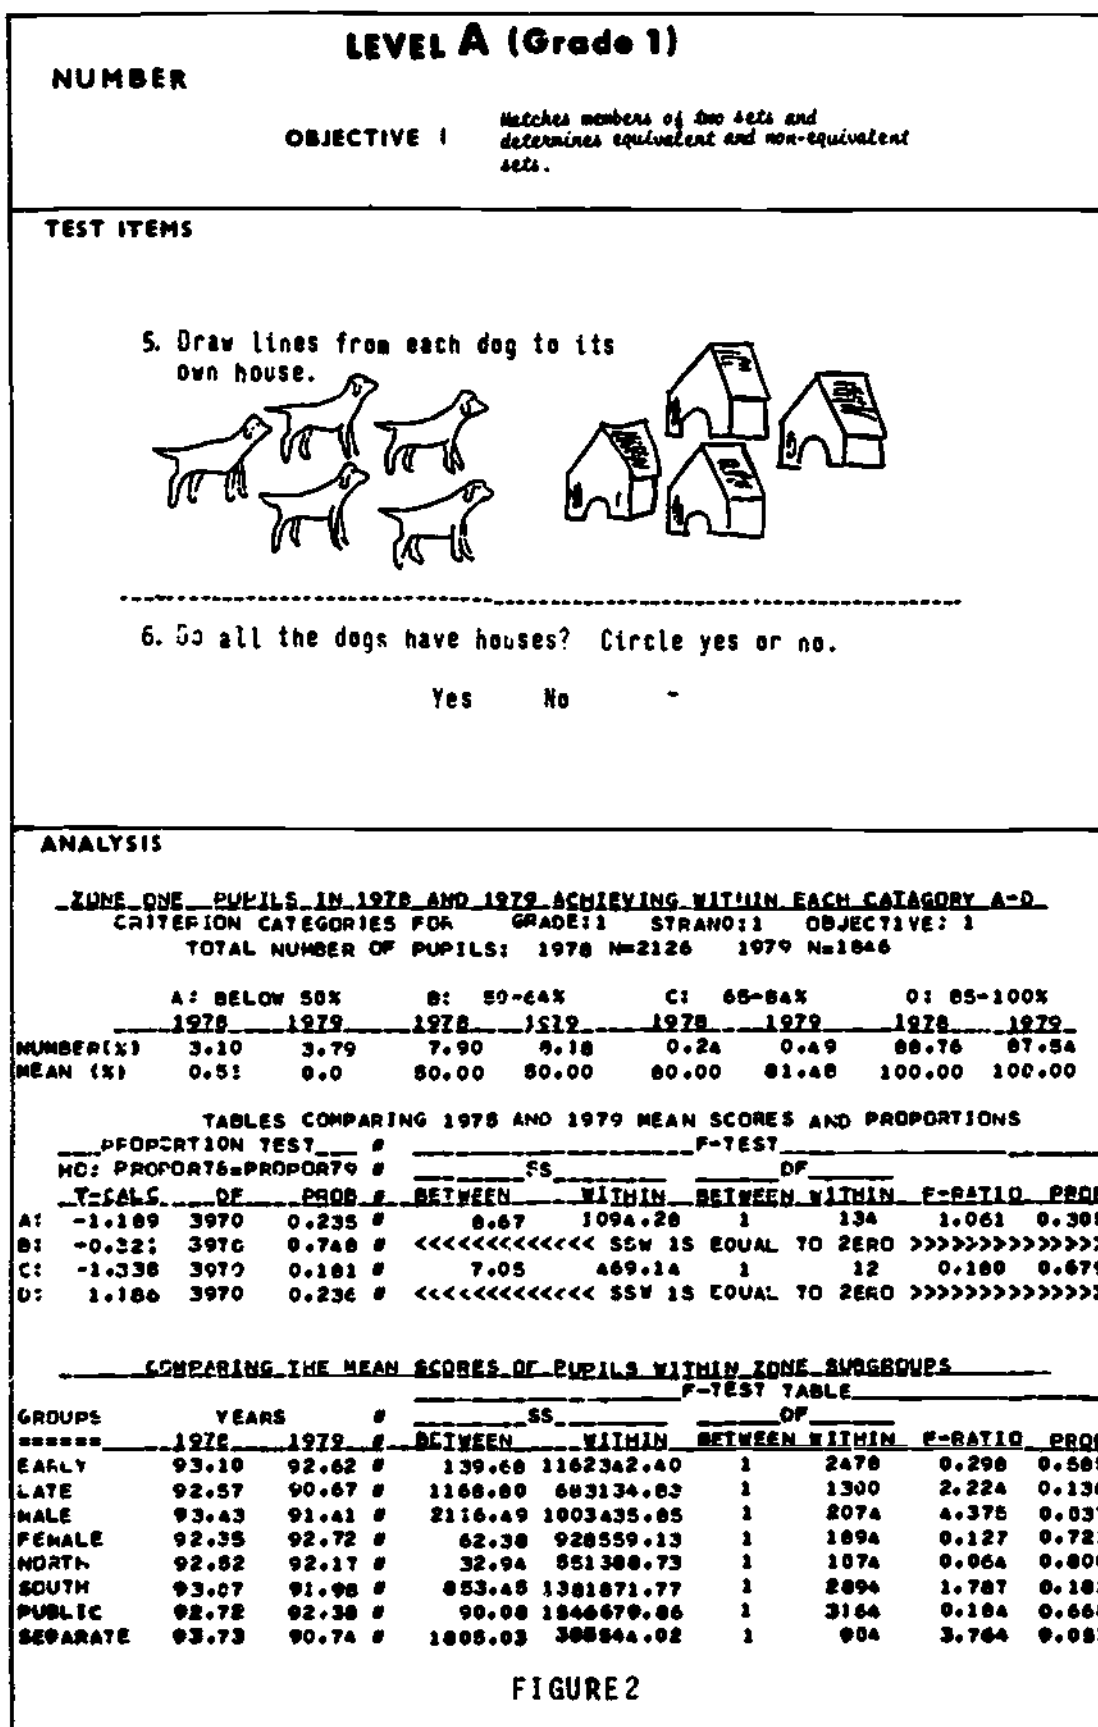 LEVEL A (Grade 1)
NUMBER
OBJECTIVE 1
Matches members of two sets and
determines equivalent and non-equivalent
sets.
TEST ITEMS
5. Draw lines from each dog to its
own house.
6. Do all the dogs have houses? Circle yes or no.
Yes No
ANALYSIS
ZONE ONE PUPILS IN 1978 AND 1979 ACHIEVING WITHIN EACH CATAGORY A-D
CRITERION CATEGORIES FOR GRADE:1 STRAND:1 OBJECTIVE: 1
TOTAL NUMBER OF PUPILS: 1978 N=2126 1979 N=1846
A: BELOW 50% B: 50-64% C: 65-84% D: 85-100%
1978 1979 1978 1979 1978 1979 1978 1979
NUMBER(%) 3.10 3.79 7.90 8.18 0.24 0.49 88.76 87.54
MEAN (%) 0.51 0.0 50.00 50.00 80.00 81.48 100.00 100.00
TABLES COMPARING 1978 AND 1979 MEAN SCORES AND PROPORTIONS
PROPORTION TEST # F-TEST
HO: PROPOR78=PROPOR79 # SS DF
T-CALC DF PROB # BETWEEN WITHIN BETWEEN WITHIN F-RATIO
A: -1.189 3970 0.235 # 8.67 1094.28 1 134 1.061
B: -0.321 3970 0.748 # <<<<<<<<<<<<< SSW IS EQUAL TO ZERO >>>>>>>>>>>>>>
C: -1.338 3970 0.181 # 7.05 469.14 1 12 0.180
D: 1.186 3970 0.236 # <<<<<<<<<<<<< SSW IS EQUAL TO ZERO >>>>>>>>>>>>>>
COMPARING THE MEAN SCORES OF PUPILS WITHIN ZONE SUBGROUPS
F-TEST TABLE
GROUPS YEARS # SS DF
====== 1978 1979 # BETWEEN WITHIN BETWEEN WITHIN F-RATIO
EARLY 93.10 92.62 # 139.68 1162342.40 1 2478 0.298
LATE 92.57 90.67 # 1168.80 683134.83 1 1300 2.224
MALE 93.43 91.41 # 2116.49 1003435.85 1 2074 4.375
FEMALE 92.35 92.72 # 62.38 928559.13 1 1894 0.127
NORTH 92.52 92.17 # 32.94 551388.73 1 1074 0.064
SOUTH 93.07 91.98 # 853.45 1381871.77 1 2894 1.787
PUBLIC 92.72 92.38 # 90.08 1546679.86 1 3164 0.184
SEPARATE 93.73 90.74 # 1805.03 1 904 3.764
FIGURE 2